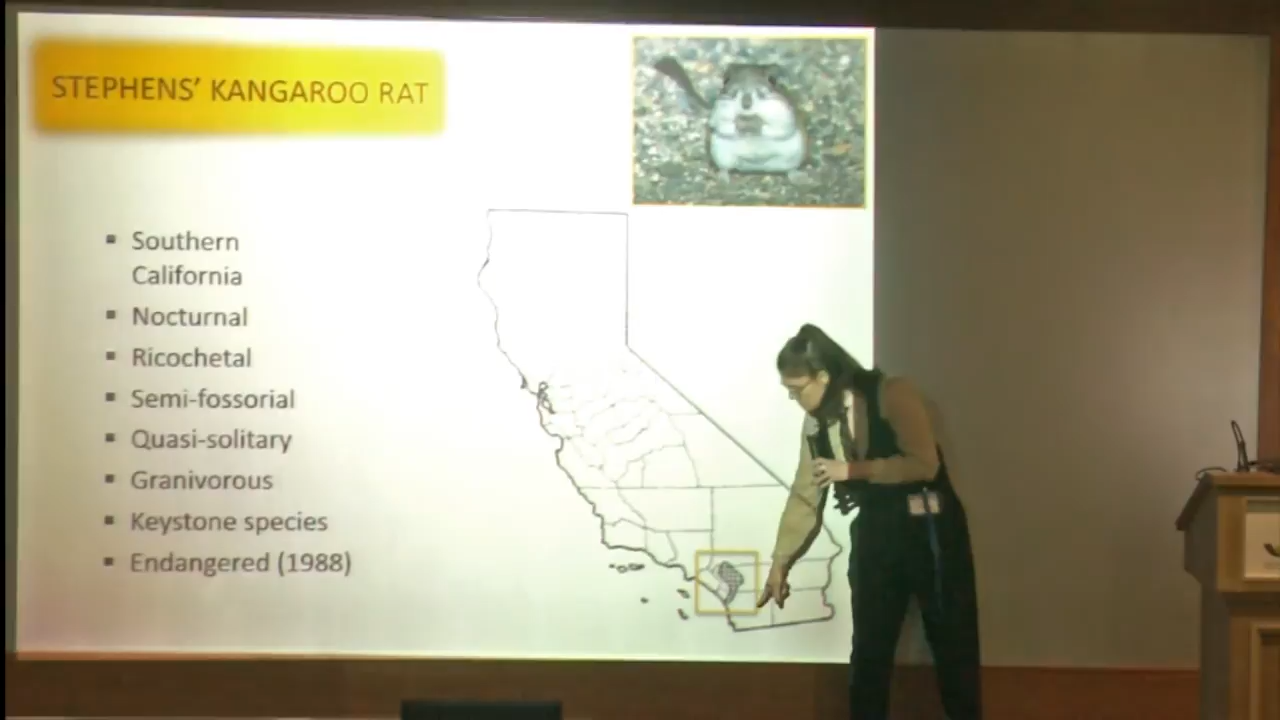 STEPHENS' KANGAROO RAT
▪ Southern
California
▪ Nocturnal
▪ Ricochetal
▪ Semi-fossorial
▪ Quasi-solitary
▪ Granivorous
▪ Keystone species
▪ Endangered (1988)